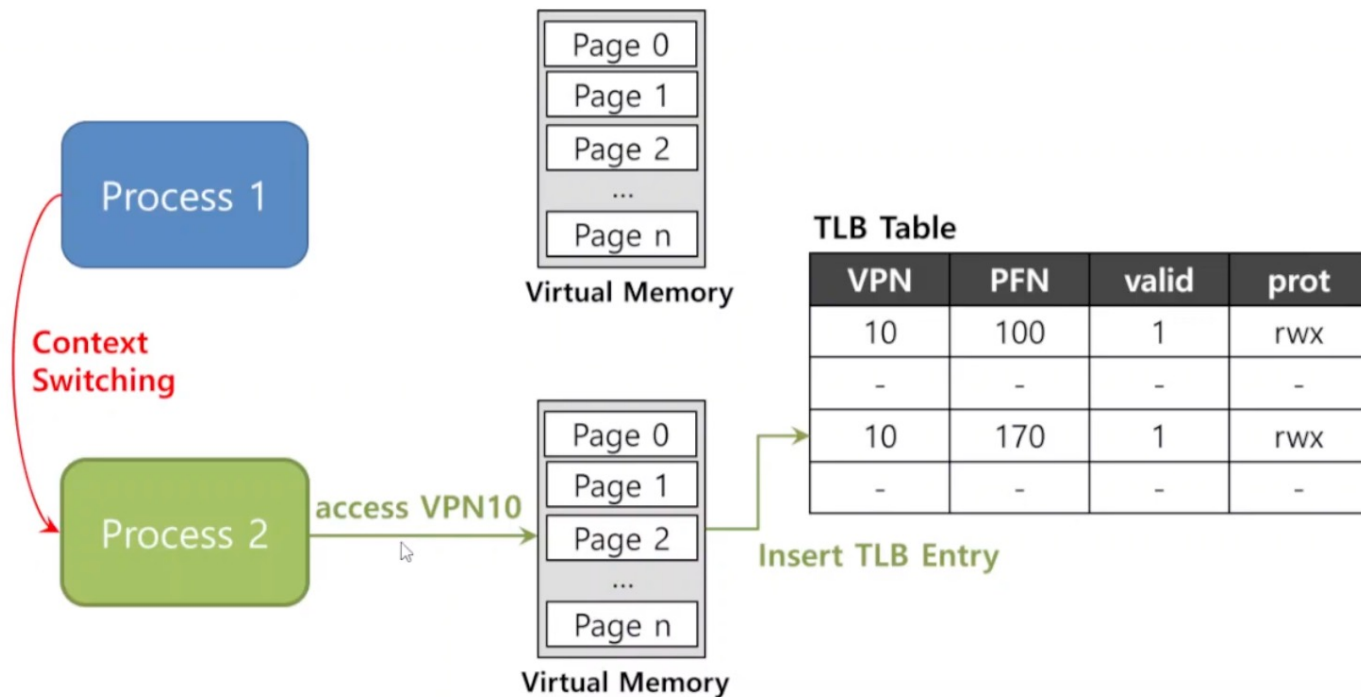 Page 0
Page 1
Page 2
...
Page n
Virtual Memory
Process 1
Context
Switching
Process 2
access VPN10
Page 0
Page 1
Page 2
...
Page n
Virtual Memory
Insert TLB Entry
TLB Table
VPN PFN valid prot
10 100 1 rwx
- - - -
10 170 1 rwx
- - - -